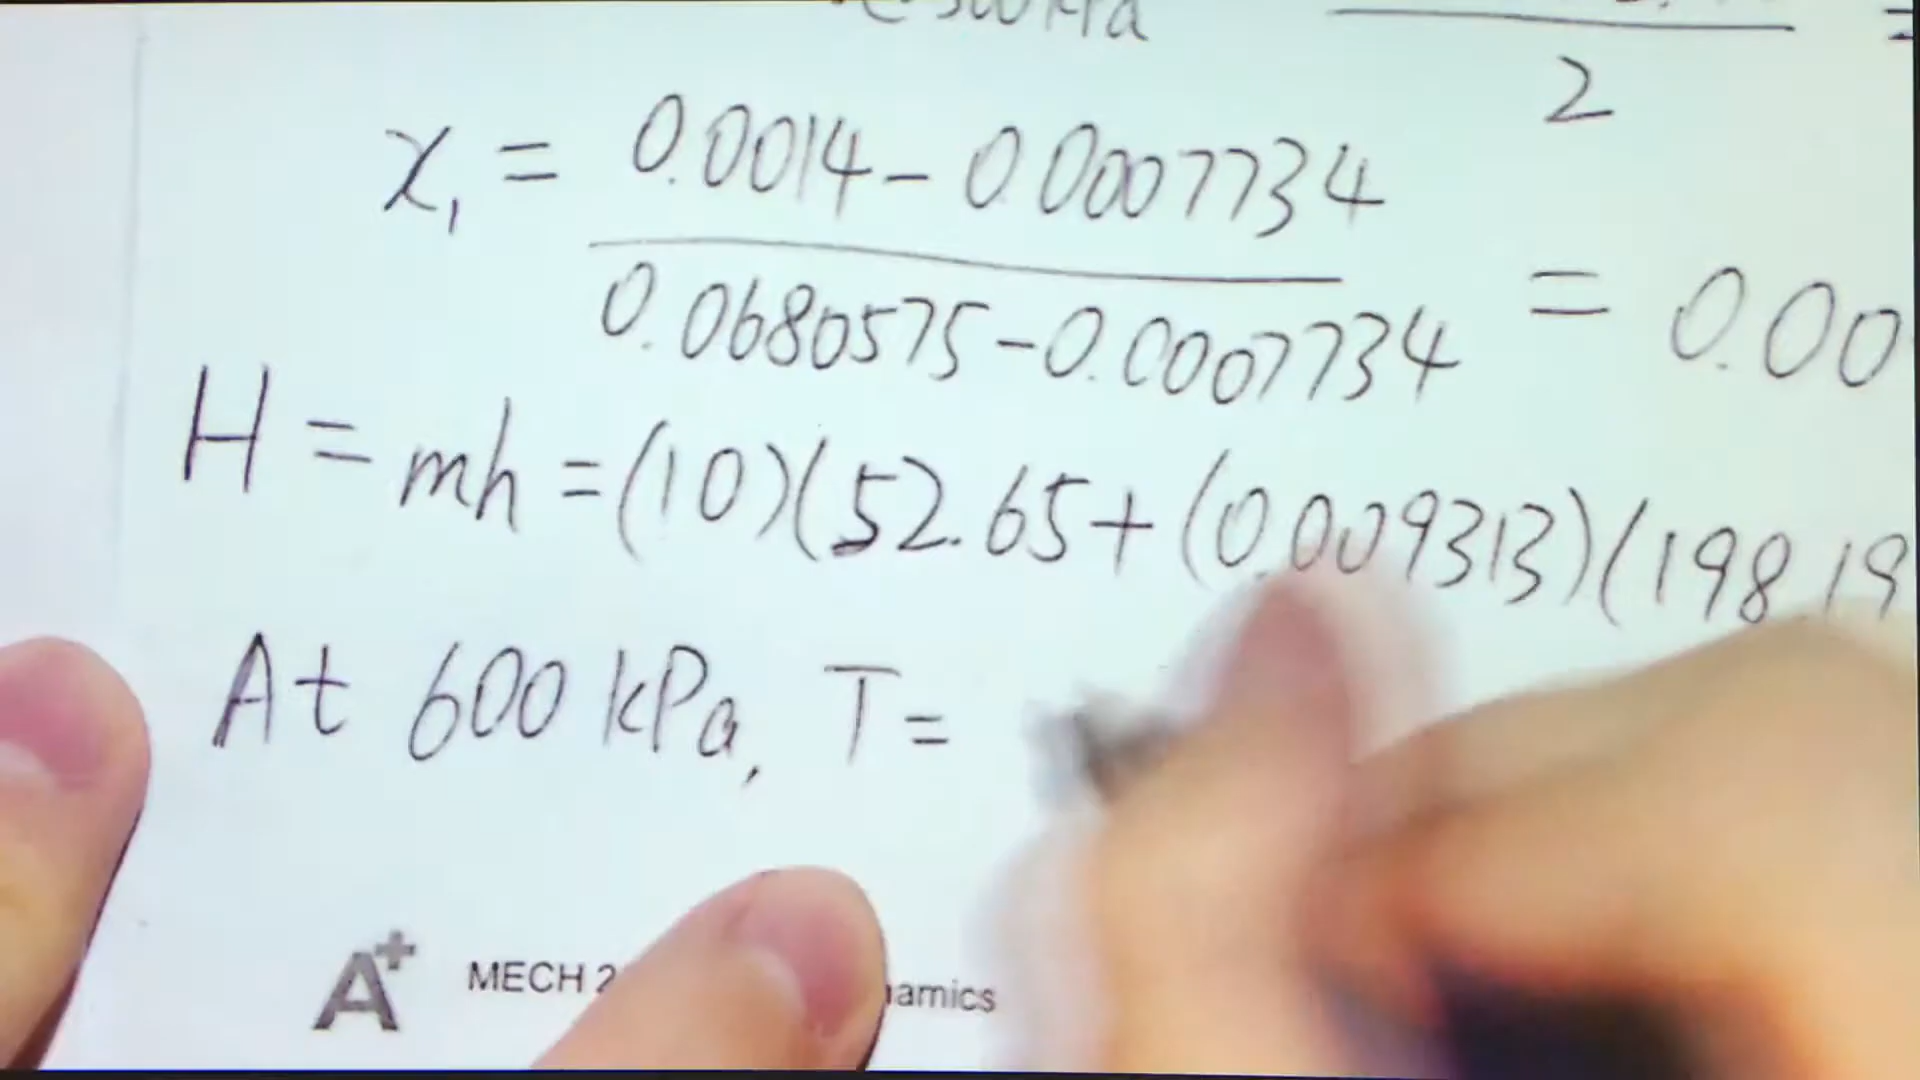 2
x₁ = 0.0014 - 0.0007734 / 0.0680575 - 0.0007734 = 0.00
H = mh = (10)(52.65 + (0.009313)(198.19
At 600 kPa, T =
A+ MECH 2